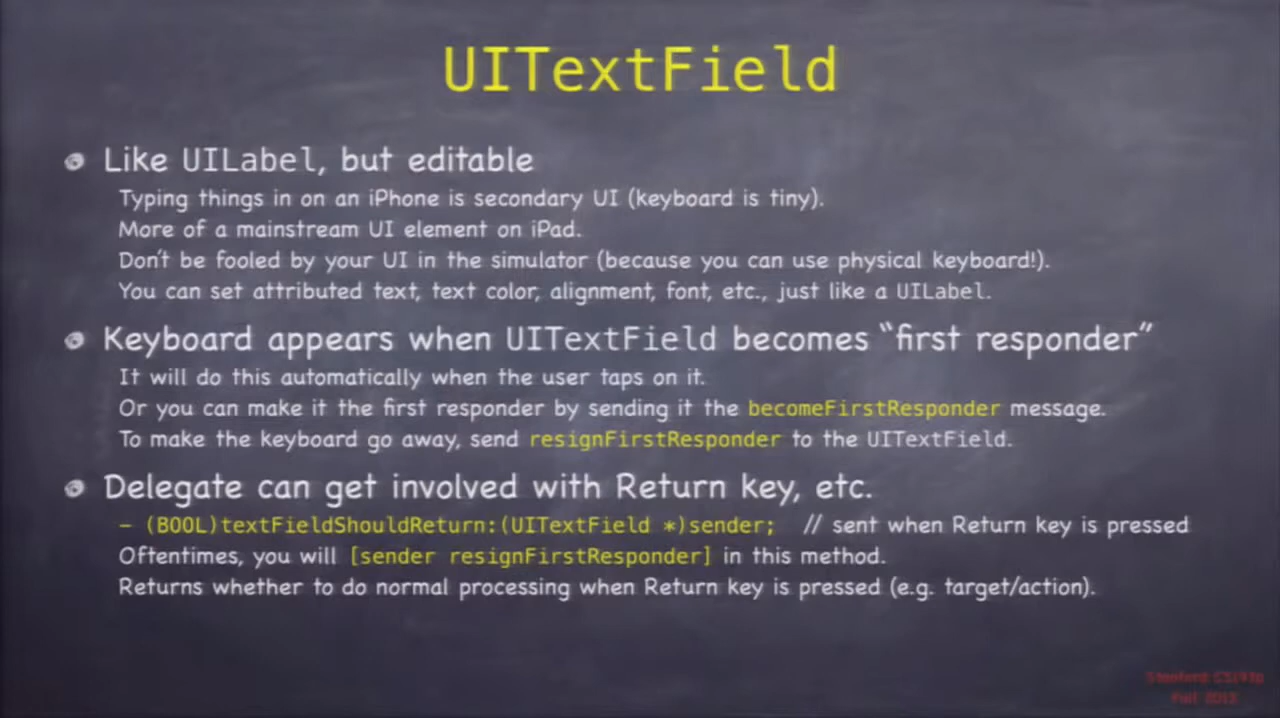 UITextField
Like UILabel, but editable
Typing things in on an iPhone is secondary UI (keyboard is tiny).
More of a mainstream UI element on iPad.
Don't be fooled by your UI in the simulator (because you can use physical keyboard!).
You can set attributed text, text color, alignment, font, etc., just like a UILabel.
Keyboard appears when UITextField becomes “first responder”
It will do this automatically when the user taps on it.
Or you can make it the first responder by sending it the becomeFirstResponder message.
To make the keyboard go away, send resignFirstResponder to the UITextField.
Delegate can get involved with Return key, etc.
- (BOOL)textFieldShouldReturn:(UITextField *)sender; // sent when Return key is pressed
Oftentimes, you will [sender resignFirstResponder] in this method.
Returns whether to do normal processing when Return key is pressed (e.g. target/action).
Stanford CS193p
Fall 2013